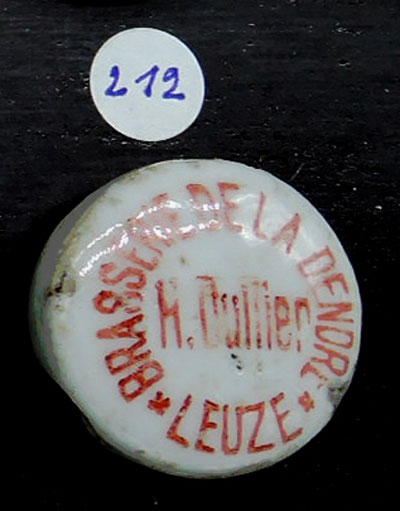 212
BRASSERIE DE LA DENDRE
H. Dullier
* LEUZE *